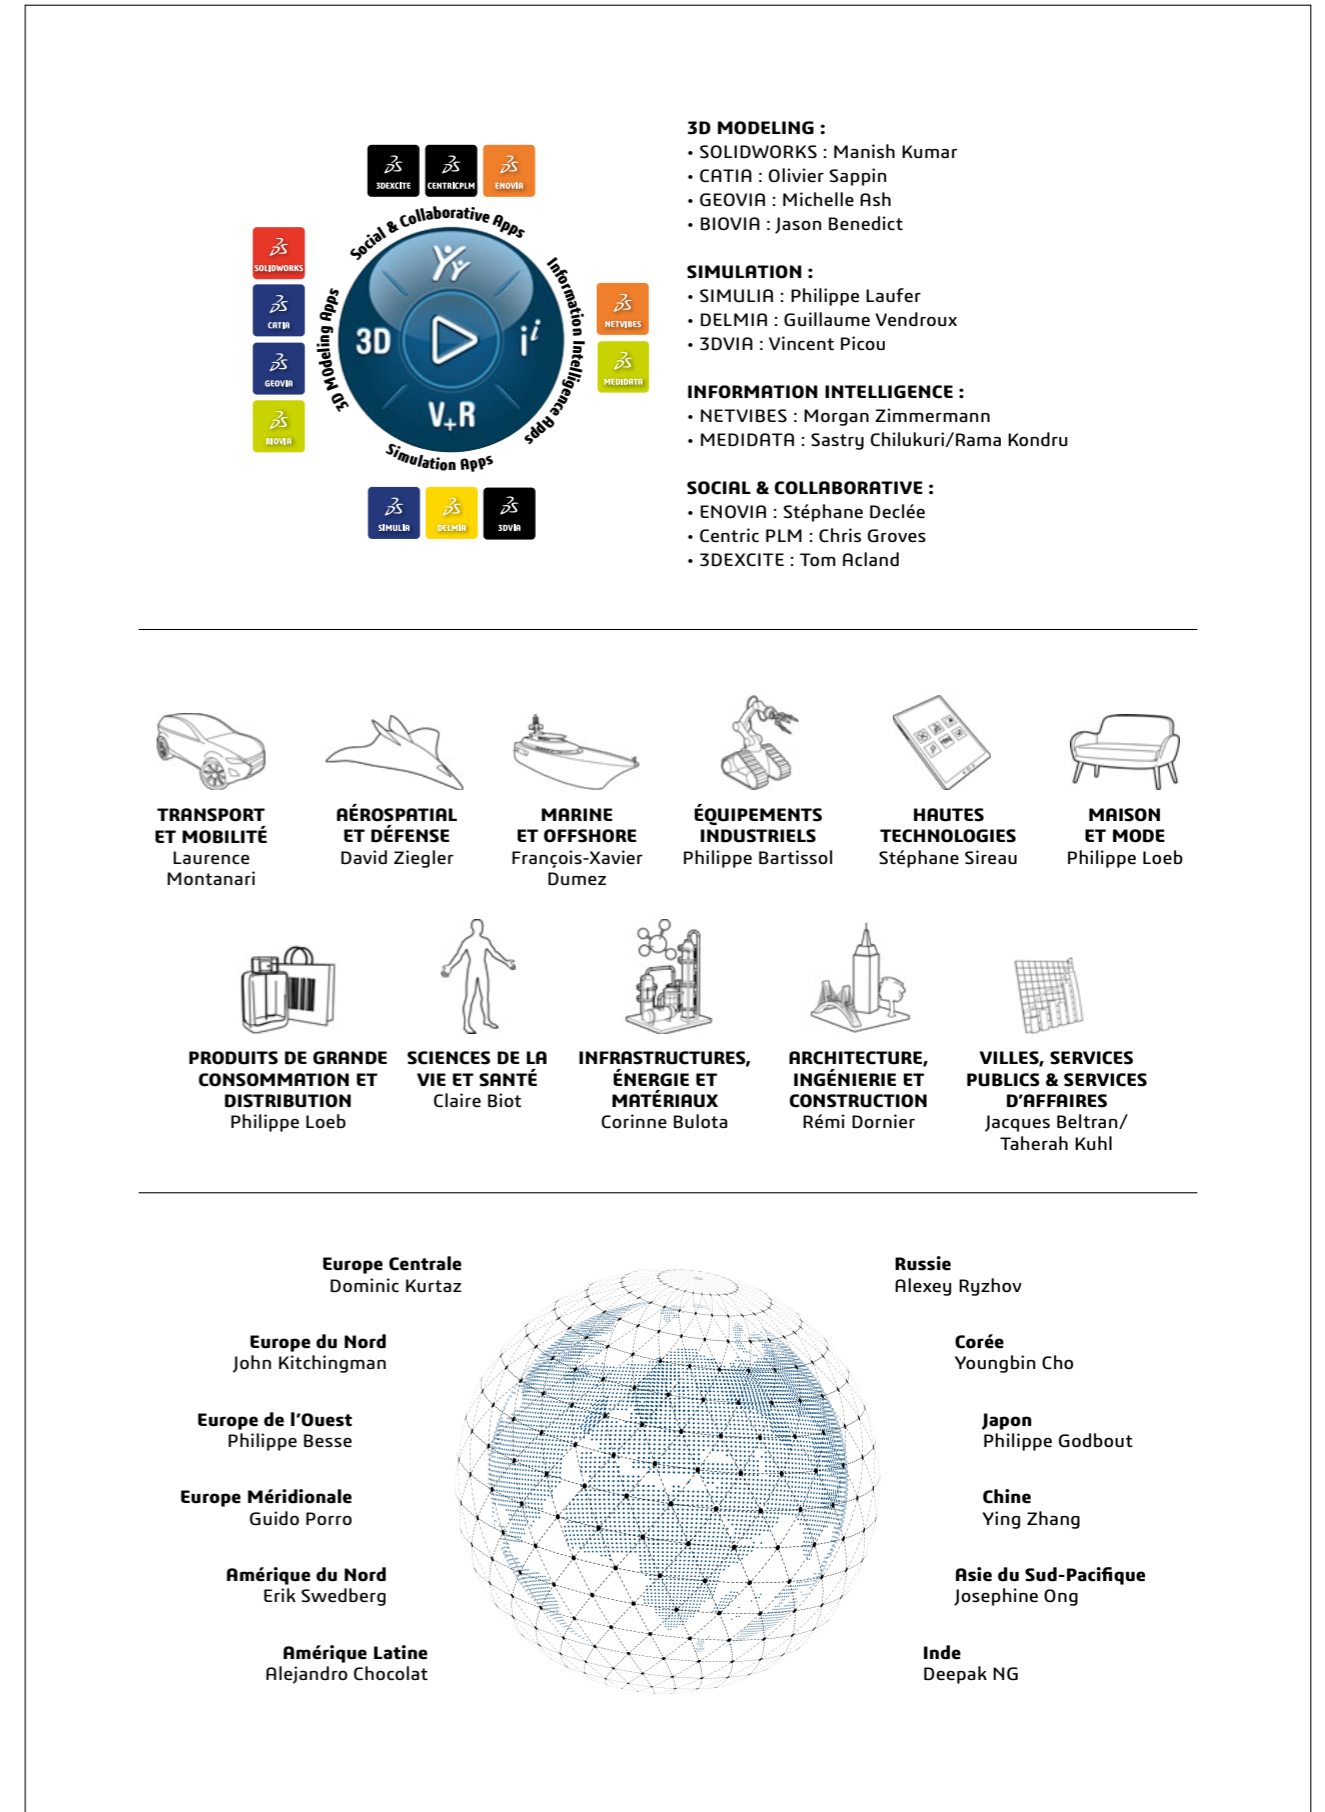 3DEXCITE
CENTRICPLM
ENOVIA
Social & Collaborative Apps
SOLIDWORKS
CATIA
GEOVIA
BIOVIA
3D Modeling Apps
3D
V+R
Information Intelligence Apps
NETVIBES
MEDIDATA
Simulation Apps
SIMULIA
DELMIA
3DVIA
3D MODELING :
• SOLIDWORKS : Manish Kumar
• CATIA : Olivier Sappin
• GEOVIA : Michelle Ash
• BIOVIA : Jason Benedict
SIMULATION :
• SIMULIA : Philippe Laufer
• DELMIA : Guillaume Vendroux
• 3DVIA : Vincent Picou
INFORMATION INTELLIGENCE :
• NETVIBES : Morgan Zimmermann
• MEDIDATA : Sastry Chilukuri/Rama Kondru
SOCIAL & COLLABORATIVE :
• ENOVIA : Stéphane Declée
• Centric PLM : Chris Groves
• 3DEXCITE : Tom Acland
TRANSPORT
ET MOBILITÉ
Laurence
Montanari
AÉROSPATIAL
ET DÉFENSE
David Ziegler
MARINE
ET OFFSHORE
François-Xavier
Dumez
ÉQUIPEMENTS
INDUSTRIELS
Philippe Bartissol
HAUTES
TECHNOLOGIES
Stéphane Sireau
MAISON
ET MODE
Philippe Loeb
PRODUITS DE GRANDE
CONSOMMATION ET
DISTRIBUTION
Philippe Loeb
SCIENCES DE LA
VIE ET SANTÉ
Claire Biot
INFRASTRUCTURES,
ÉNERGIE ET
MATÉRIAUX
Corinne Bulota
ARCHITECTURE,
INGÉNIERIE ET
CONSTRUCTION
Rémi Dornier
VILLES, SERVICES
PUBLICS & SERVICES
D'AFFAIRES
Jacques Beltran/
Taherah Kuhl
Europe Centrale
Dominic Kurtaz
Europe du Nord
John Kitchingman
Europe de l'Ouest
Philippe Besse
Europe Méridionale
Guido Porro
Amérique du Nord
Erik Swedberg
Amérique Latine
Alejandro Chocolat
Russie
Alexey Ryzhov
Corée
Youngbin Cho
Japon
Philippe Godbout
Chine
Ying Zhang
Asie du Sud-Pacifique
Josephine Ong
Inde
Deepak NG